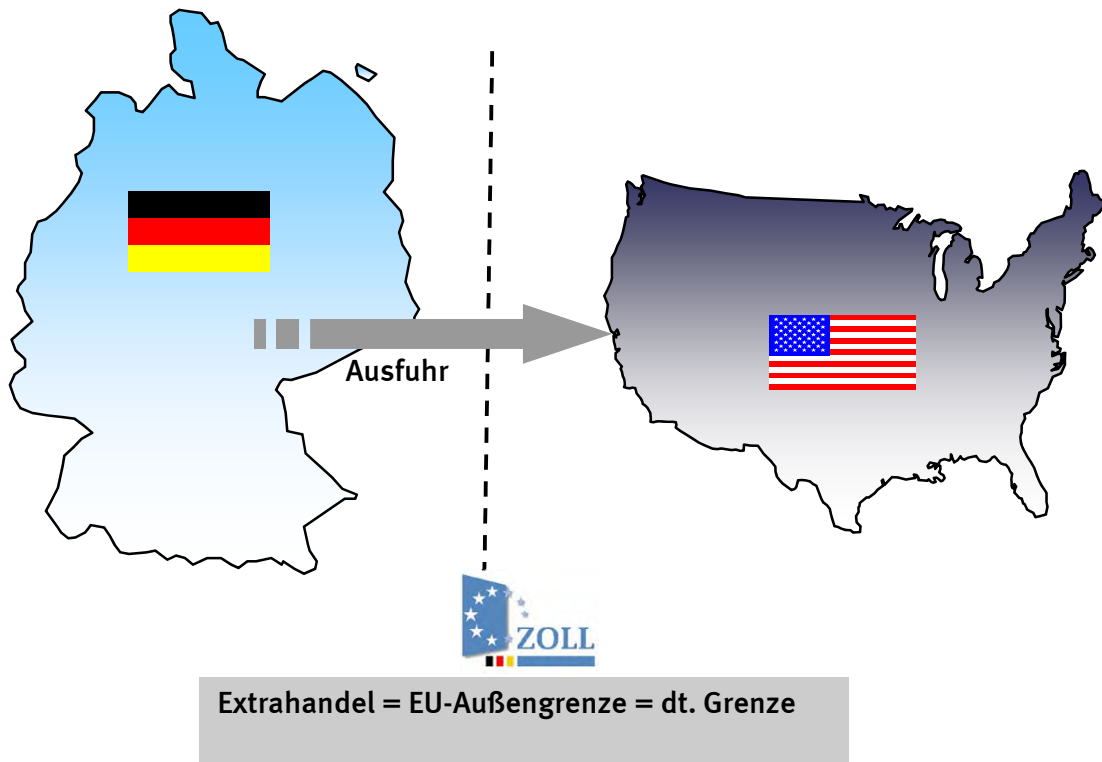 Ausfuhr
ZOLL
Extrahandel = EU-Außengrenze = dt. Grenze